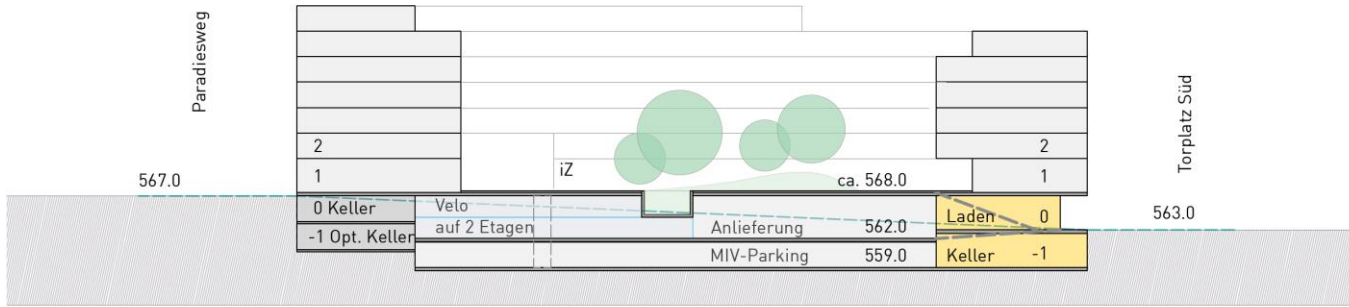 Paradiesweg
Torplatz Süd
2
2
1
iZ
1
567.0
ca. 568.0
0 Keller
Velo
auf 2 Etagen
Anlieferung
562.0
Laden
0
563.0
-1 Opt. Keller
MIV-Parking
559.0
Keller
-1